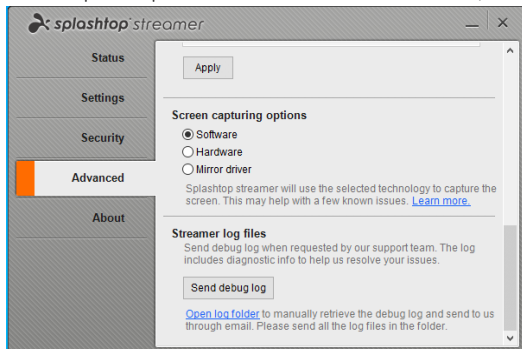 splashtop streamer
Status
Apply
Settings
Screen capturing options
Security
Software
Hardware
Advanced
Mirror driver
Splashtop streamer will use the selected technology to capture the
screen. This may help with a few known issues. Learn more.
About
Streamer log files
Send debug log when requested by our support team. The log
includes diagnostic info to help us resolve your issues.
Send debug log
Open log folder to manually retrieve the debug log and send to us
through email. Please send all the log files in the folder.